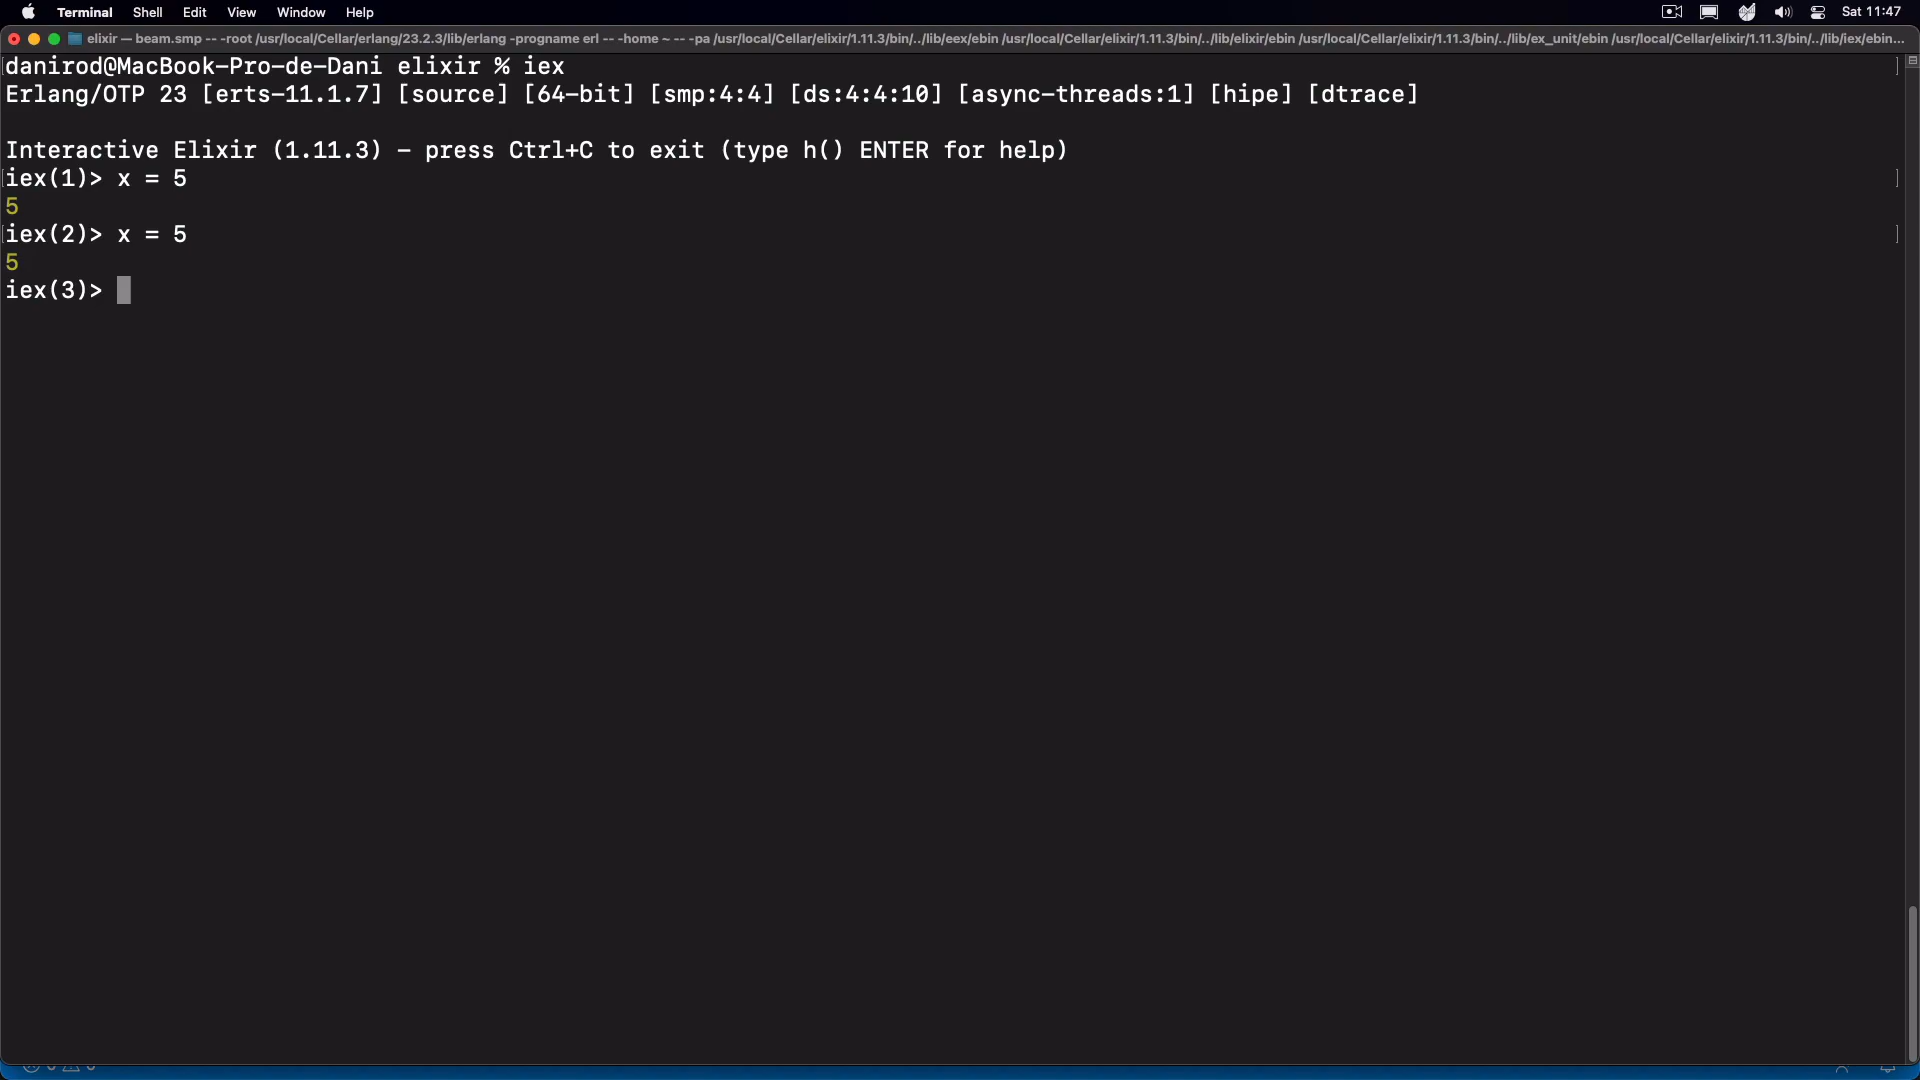 Terminal Shell Edit View Window Help Sat 11:47
elixir — beam.smp -- -root /usr/local/Cellar/erlang/23.2.3/lib/erlang -progname erl -- -home ~ -- -pa /usr/local/Cellar/elixir/1.11.3/bin/../lib/eex/ebin /usr/local/Cellar/elixir/1.11.3/bin/../lib/elixir/ebin /usr/local/Cellar/elixir/1.11.3/bin/../lib/ex_unit/ebin /usr/local/Cellar/elixir/1.11.3/bin/../lib/iex/ebin...
[danirod@MacBook-Pro-de-Dani elixir % iex ]
Erlang/OTP 23 [erts-11.1.7] [source] [64-bit] [smp:4:4] [ds:4:4:10] [async-threads:1] [hipe] [dtrace]
Interactive Elixir (1.11.3) - press Ctrl+C to exit (type h() ENTER for help)
[iex(1)> x = 5 ]
5
[iex(2)> x = 5 ]
5
iex(3)>